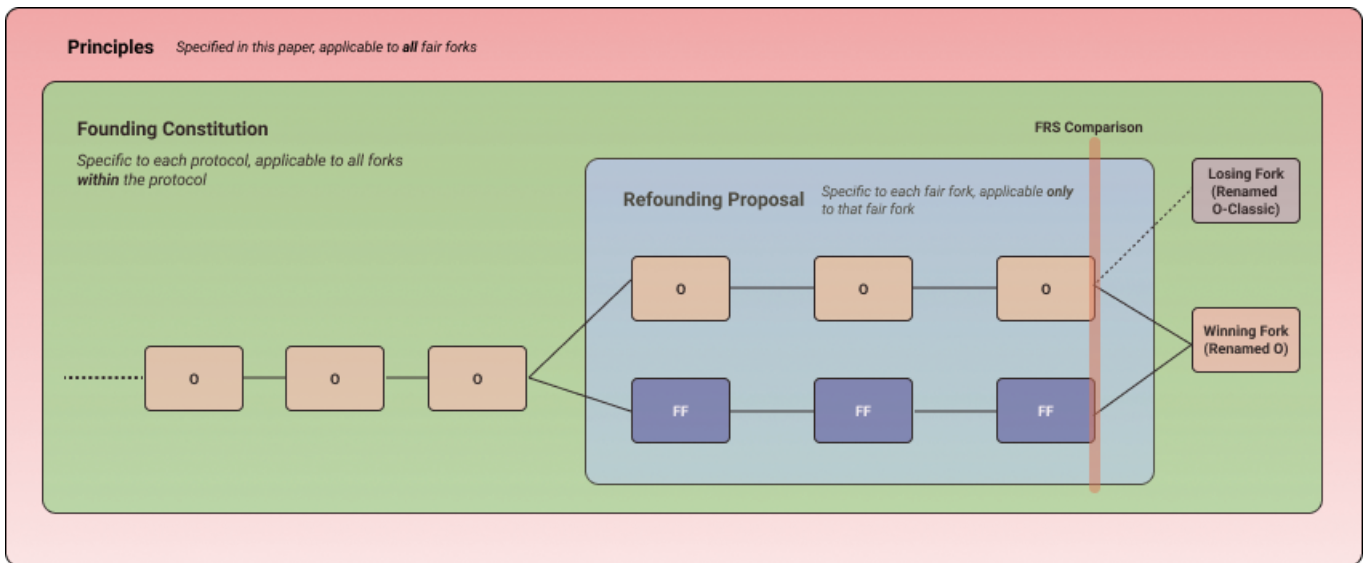 Principles Specified in this paper, applicable to all fair forks
Founding Constitution
Specific to each protocol, applicable to all forks
within the protocol
FRS Comparison
Refounding Proposal
Specific to each fair fork, applicable only
to that fair fork
Losing Fork
(Renamed
O-Classic)
O
O
O
Winning Fork
(Renamed O)
O
O
O
FF
FF
FF